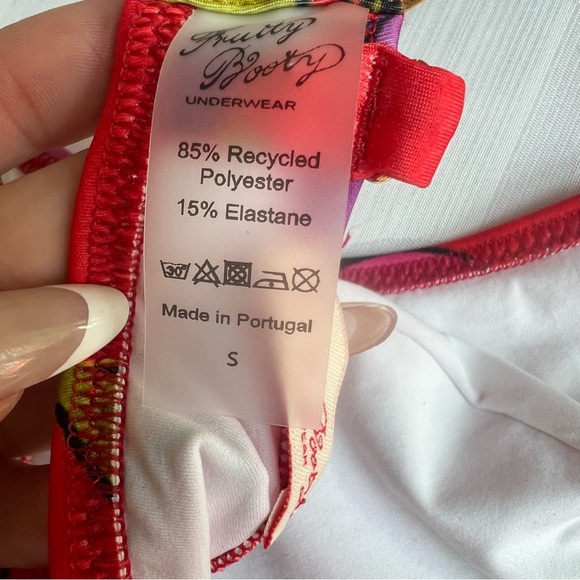 Fruity
Booty
UNDERWEAR
85% Recycled
Polyester
15% Elastane
30°
Made in Portugal
S